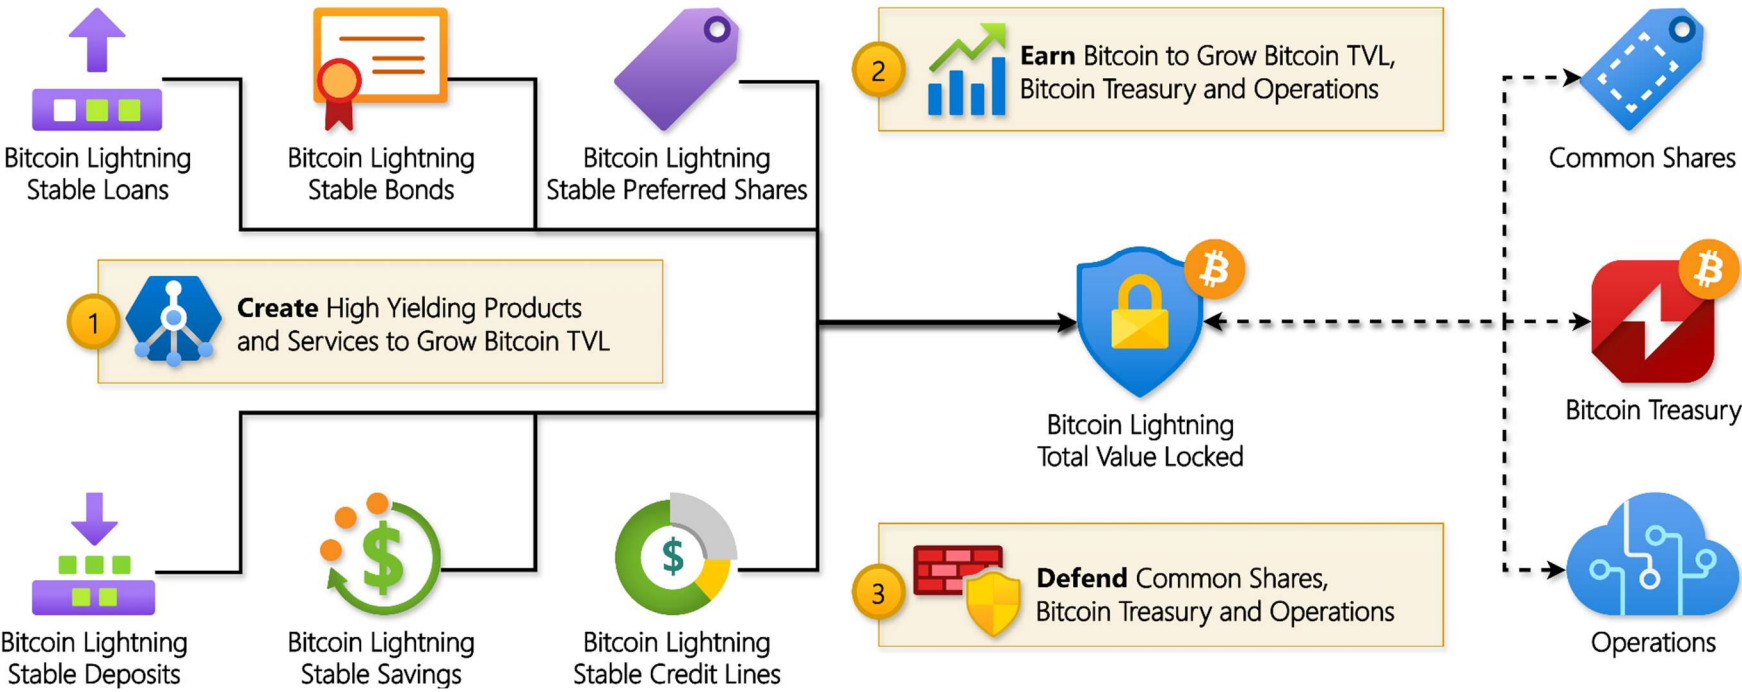 Bitcoin Lightning
Stable Loans
Bitcoin Lightning
Stable Bonds
Bitcoin Lightning
Stable Preferred Shares
2
Earn Bitcoin to Grow Bitcoin TVL,
Bitcoin Treasury and Operations
Common Shares
1
Create High Yielding Products
and Services to Grow Bitcoin TVL
₿
Bitcoin Lightning
Total Value Locked
₿
Bitcoin Treasury
Bitcoin Lightning
Stable Deposits
$
Bitcoin Lightning
Stable Savings
$
Bitcoin Lightning
Stable Credit Lines
3
Defend Common Shares,
Bitcoin Treasury and Operations
Operations